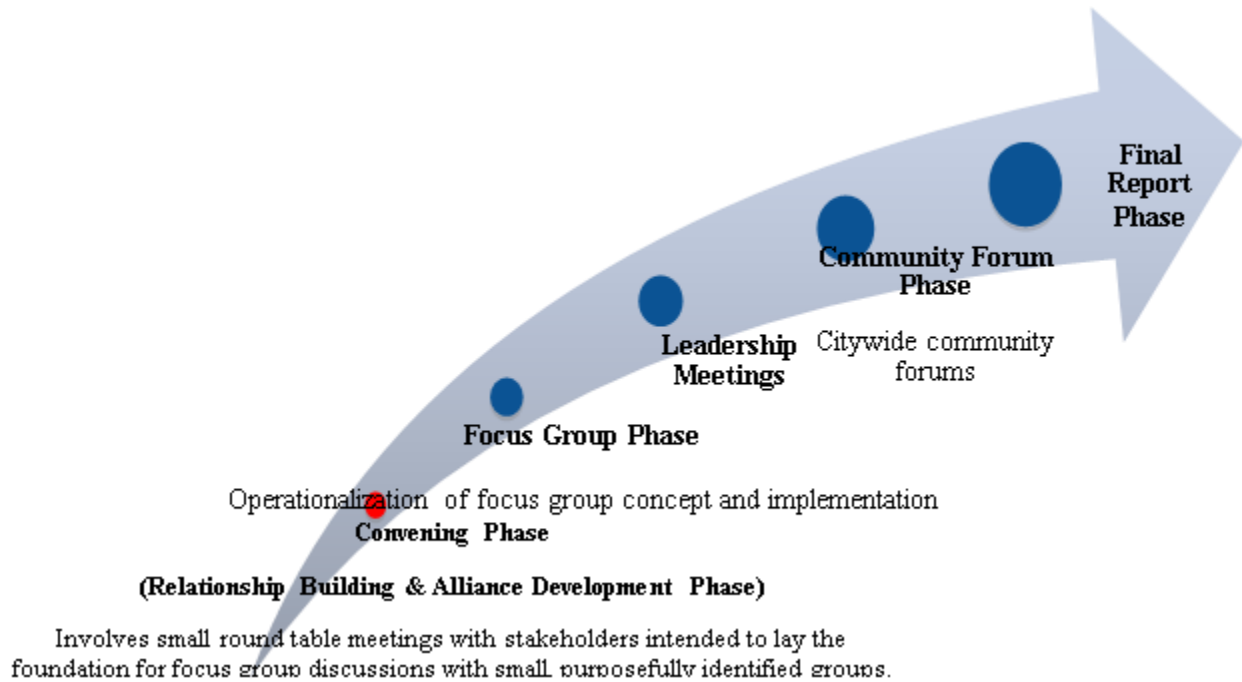 Final
Report
Phase
Community Forum
Phase
Citywide community
forums
Leadership
Meetings
Focus Group Phase
Operationalization of focus group concept and implementation
Convening Phase
(Relationship Building & Alliance Development Phase)
Involves small round table meetings with stakeholders intended to lay the
foundation for focus group discussions with small, purposefully identified groups.